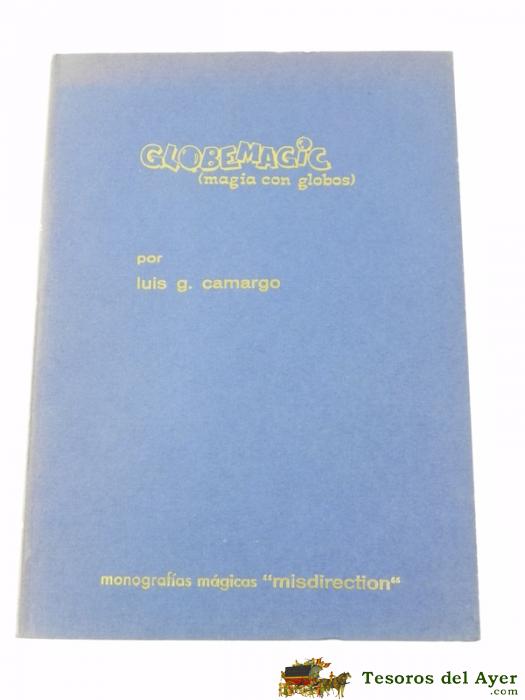 GLOBEMAGIC
(magia con globos)
por
luis g. camargo
monografías mágicas “misdirection“
Tesoros del Ayer
.com